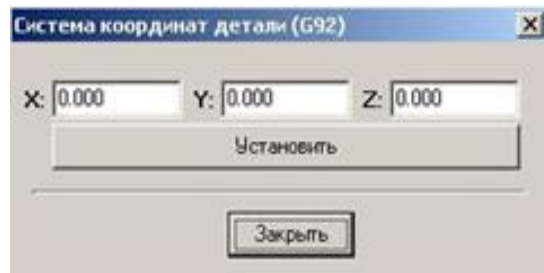 Система координат детали (G92)
X: 0.000 Y: 0.000 Z: 0.000
Установить
Закрыть